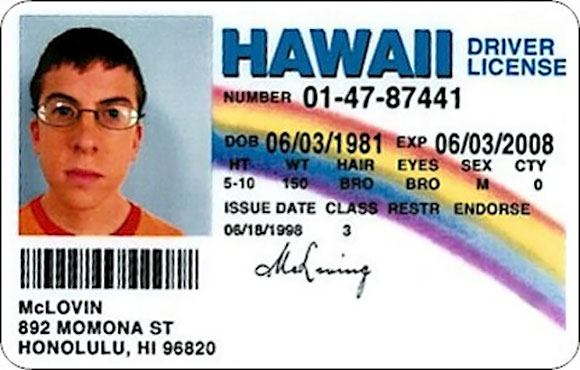 HAWAII DRIVER LICENSE
NUMBER 01-47-87441
DOB 06/03/1981 EXP 06/03/2008
HT WT HAIR EYES SEX CTY
5-10 150 BRO BRO M 0
ISSUE DATE CLASS RESTR ENDORSE
06/18/1998 3
McLoving
McLOVIN
892 MOMONA ST
HONOLULU, HI 96820